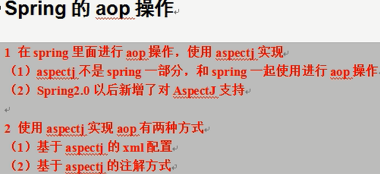 Spring 的 aop 操作
1 在 spring 里面进行 aop 操作，使用 aspectj 实现
（1）aspectj 不是 spring 一部分，和 spring 一起使用进行 aop 操作
（2）Spring2.0 以后新增了对 AspectJ 支持
2 使用 aspectj 实现 aop 有两种方式
（1）基于 aspectj 的 xml 配置
（2）基于 aspectj 的注解方式